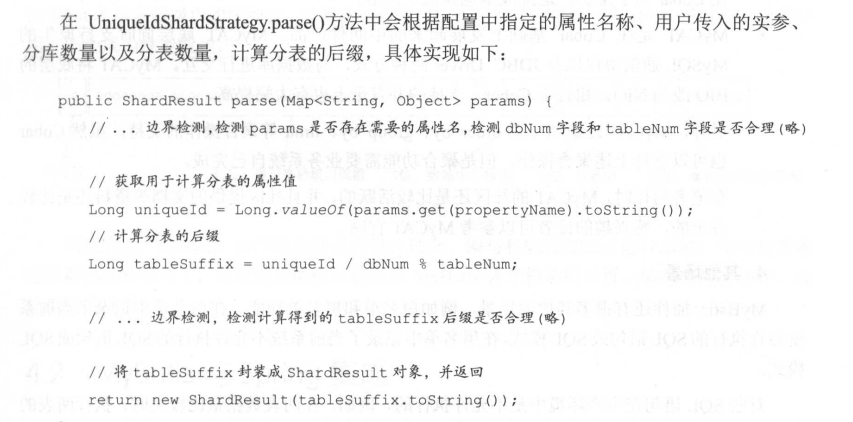 在 UniqueIdShardStrategy.parse()方法中会根据配置中指定的属性名称、用户传入的实参、
分库数量以及分表数量，计算分表的后缀，具体实现如下：
public ShardResult parse(Map<String, Object> params) {
// ... 边界检测,检测 params 是否存在需要的属性名,检测 dbNum 字段和 tableNum 字段是否合理(略)
// 获取用于计算分表的属性值
Long uniqueId = Long.valueOf(params.get(propertyName).toString());
// 计算分表的后缀
Long tableSuffix = uniqueId / dbNum % tableNum;
// ... 边界检测, 检测计算得到的 tableSuffix 后缀是否合理(略)
// 将 tableSuffix 封装成 ShardResult 对象, 并返回
return new ShardResult(tableSuffix.toString());